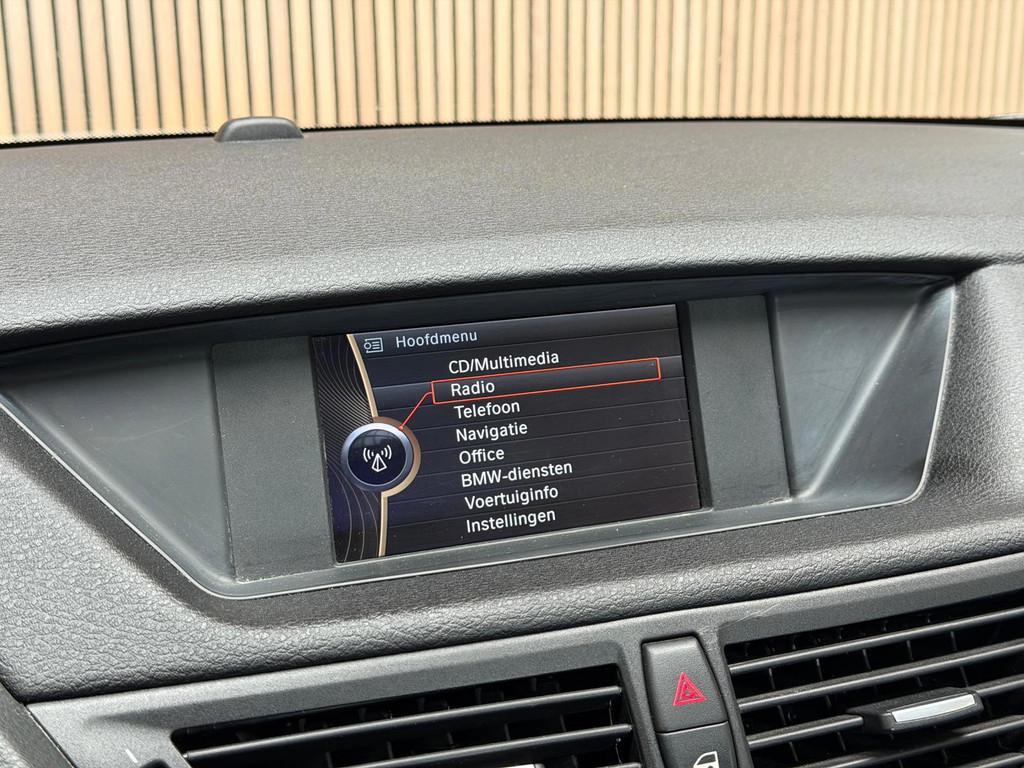 Hoofdmenu
CD/Multimedia
Radio
Telefoon
Navigatie
Office
BMW-diensten
Voertuiginfo
Instellingen